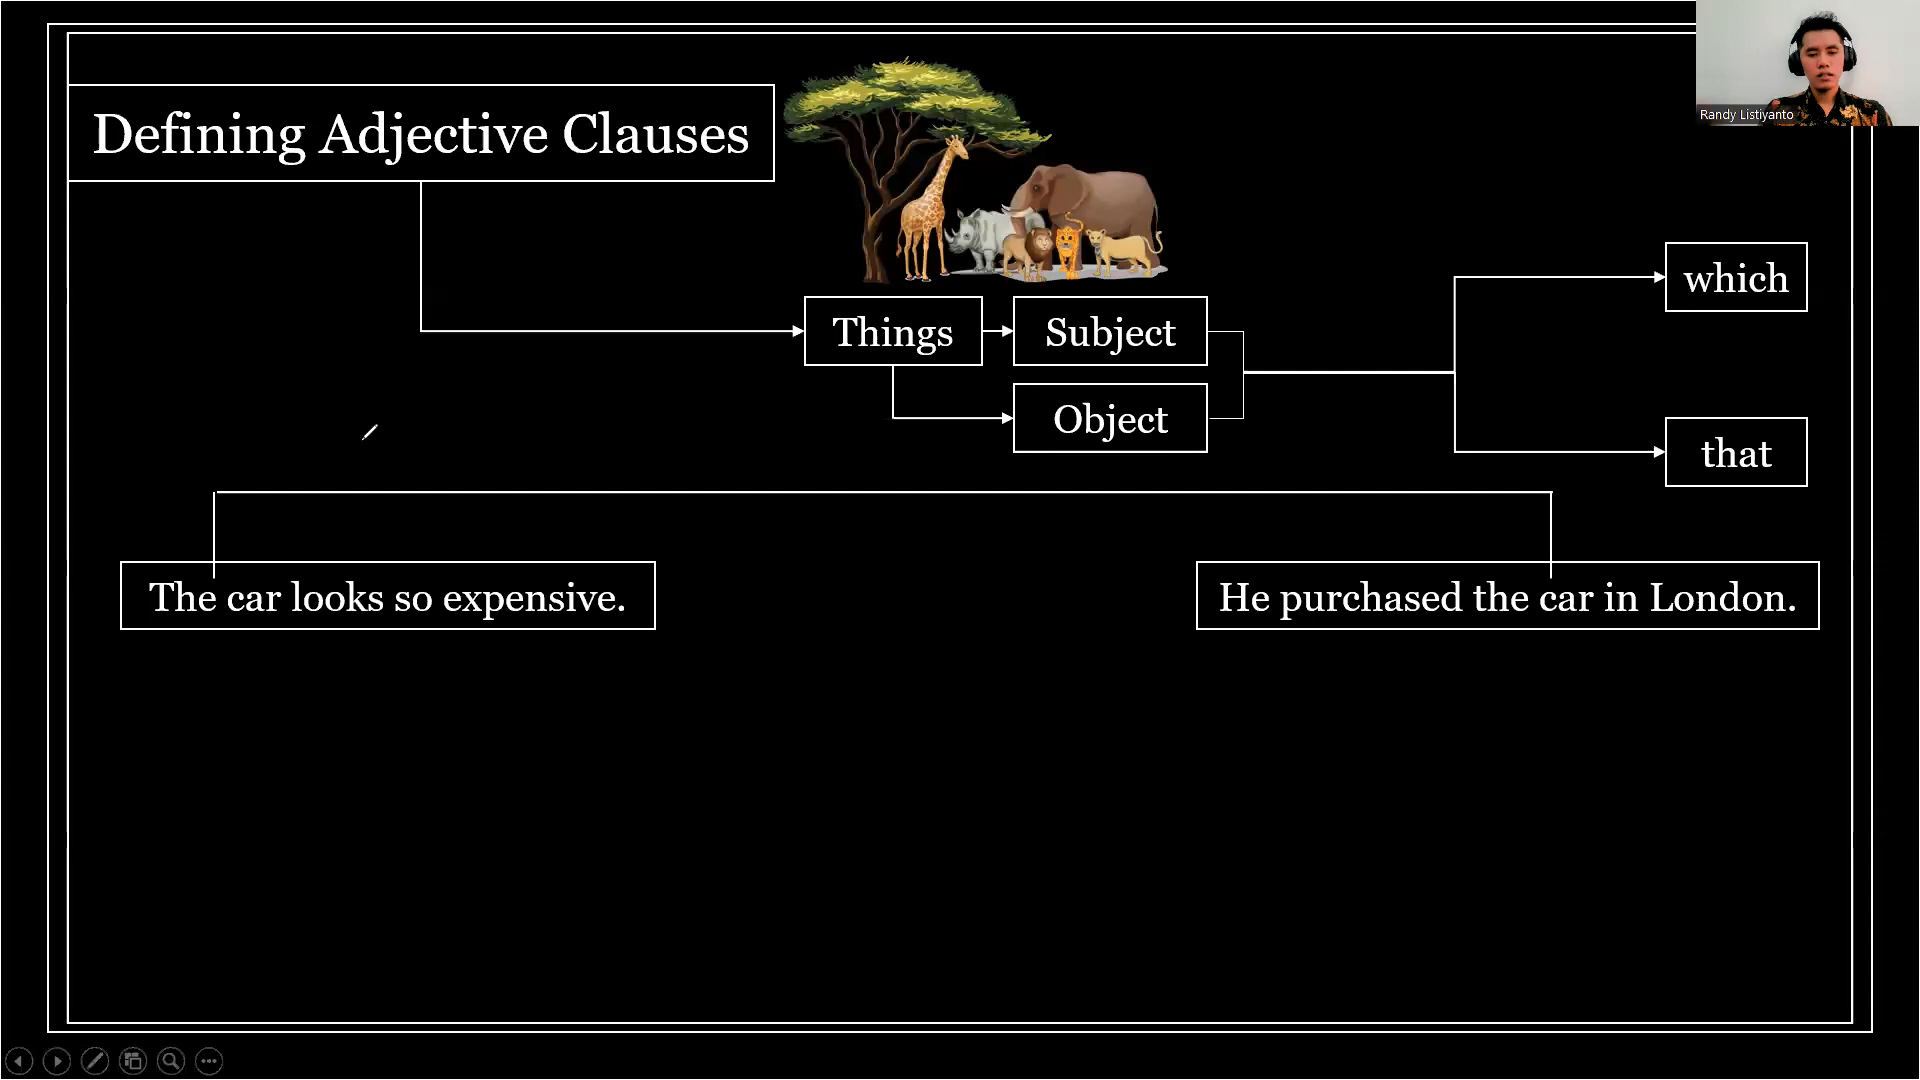 Randy Listiyanto
Defining Adjective Clauses
which
Things
Subject
Object
that
The car looks so expensive.
He purchased the car in London.